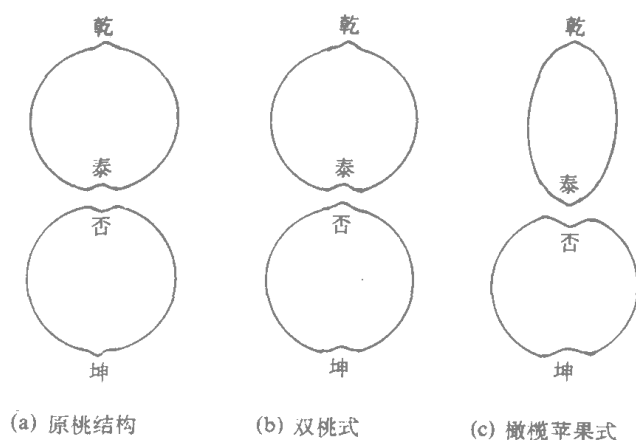 乾 乾 乾
泰 泰 泰
否 否 否
坤 坤 坤
(a) 原桃结构 (b) 双桃式 (c) 橄榄苹果式